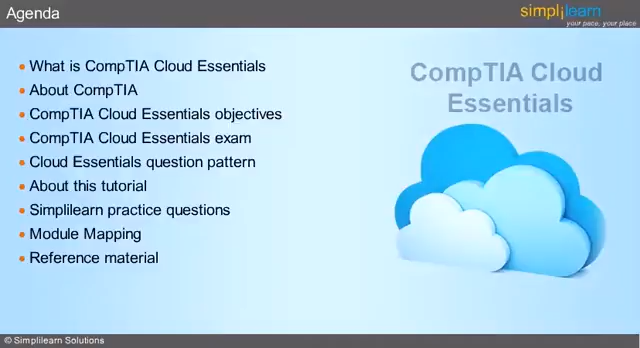 Agenda
simplilearn
your pace, your place
What is CompTIA Cloud Essentials
About CompTIA
CompTIA Cloud Essentials objectives
CompTIA Cloud Essentials exam
Cloud Essentials question pattern
About this tutorial
Simplilearn practice questions
Module Mapping
Reference material
CompTIA Cloud
Essentials
© Simplilearn Solutions